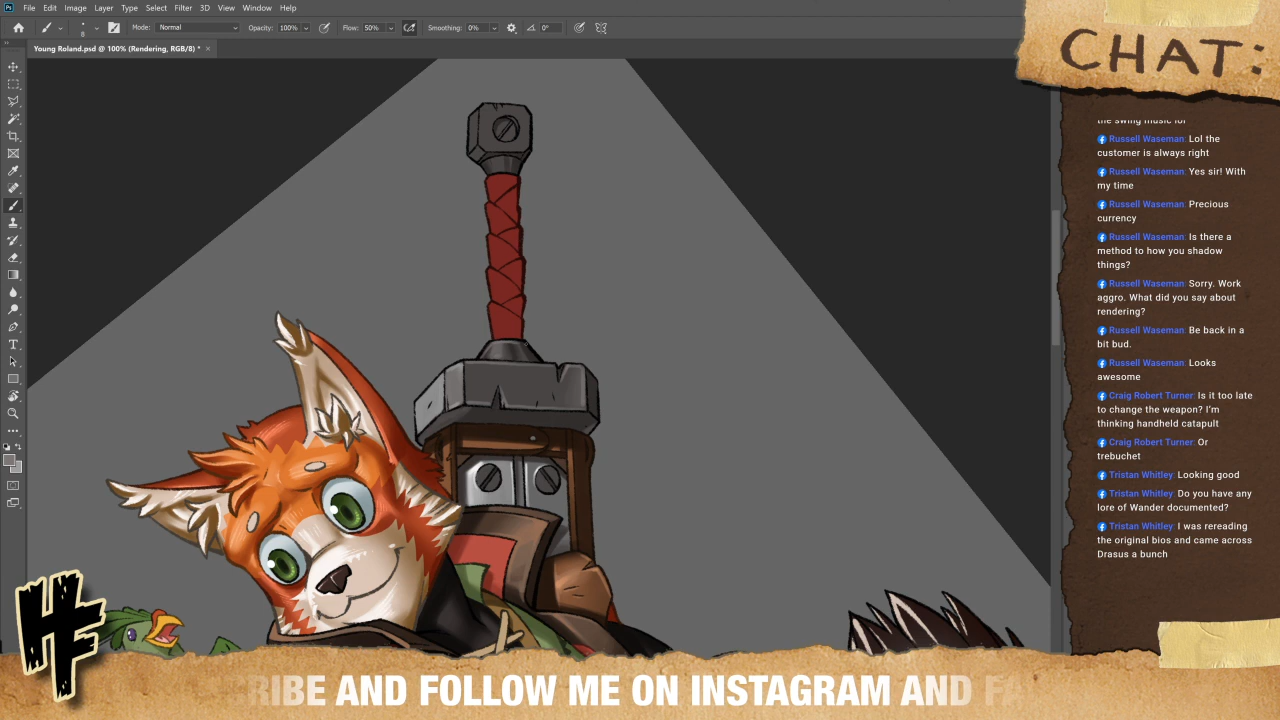 Ps File Edit Image Layer Type Select Filter 3D View Window Help
8 Mode: Normal Opacity: 100% Flow: 50% Smoothing: 0% 0°
Young Roland.psd @ 100% (Rendering, RGB/8) * ×
CHAT:
the swing music lol
Russell Waseman: Lol the
customer is always right
Russell Waseman: Yes sir! With
my time
Russell Waseman: Precious
currency
Russell Waseman: Is there a
method to how you shadow
things?
Russell Waseman: Sorry. Work
aggro. What did you say about
rendering?
Russell Waseman: Be back in a
bit bud.
Russell Waseman: Looks
awesome
Craig Robert Turner: Is it too late
to change the weapon? I'm
thinking handheld catapult
Craig Robert Turner: Or
trebuchet
Tristan Whitley: Looking good
Tristan Whitley: Do you have any
lore of Wander documented?
Tristan Whitley: I was rereading
the original bios and came across
Drasus a bunch
HF
RIBE AND FOLLOW ME ON INSTAGRAM AND FA